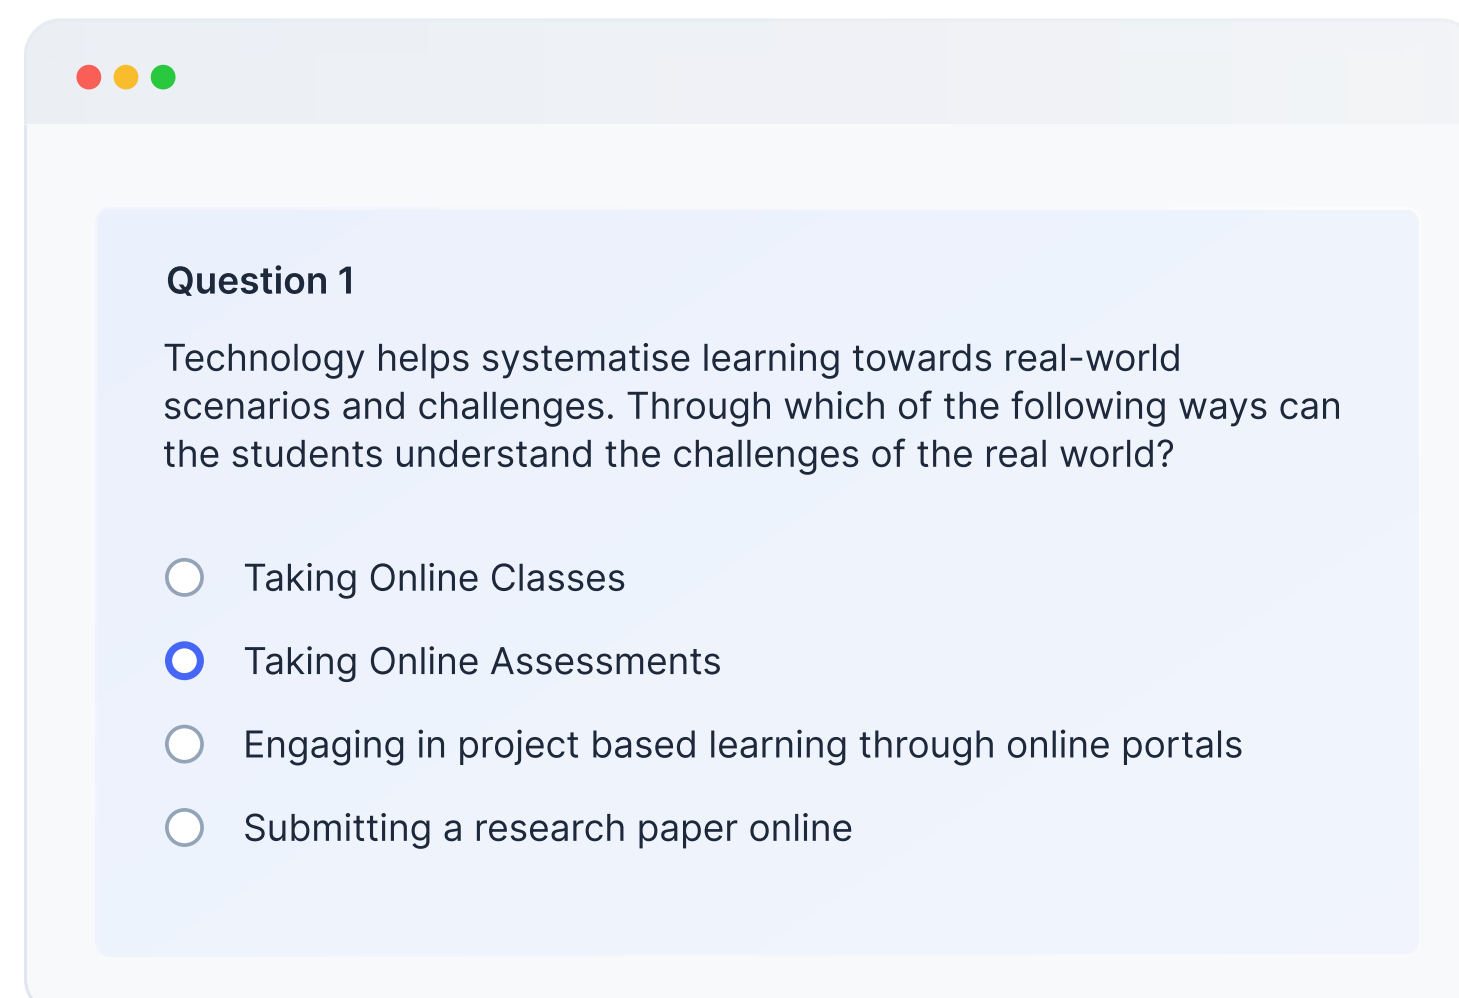 Question 1
Technology helps systematise learning towards real-world
scenarios and challenges. Through which of the following ways can
the students understand the challenges of the real world?
Taking Online Classes
Taking Online Assessments
Engaging in project based learning through online portals
Submitting a research paper online